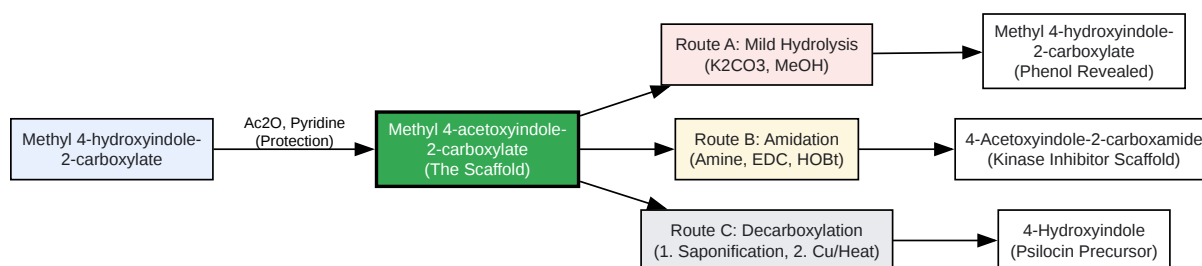 Methyl 4-hydroxyindole-
2-carboxylate
Ac2O, Pyridine
(Protection)
Methyl 4-acetoxyindole-
2-carboxylate
(The Scaffold)
Route A: Mild Hydrolysis
(K2CO3, MeOH)
Methyl 4-hydroxyindole-
2-carboxylate
(Phenol Revealed)
Route B: Amidation
(Amine, EDC, HOBt)
4-Acetoxyindole-2-carboxamide
(Kinase Inhibitor Scaffold)
Route C: Decarboxylation
(1. Saponification, 2. Cu/Heat)
4-Hydroxyindole
(Psilocin Precursor)